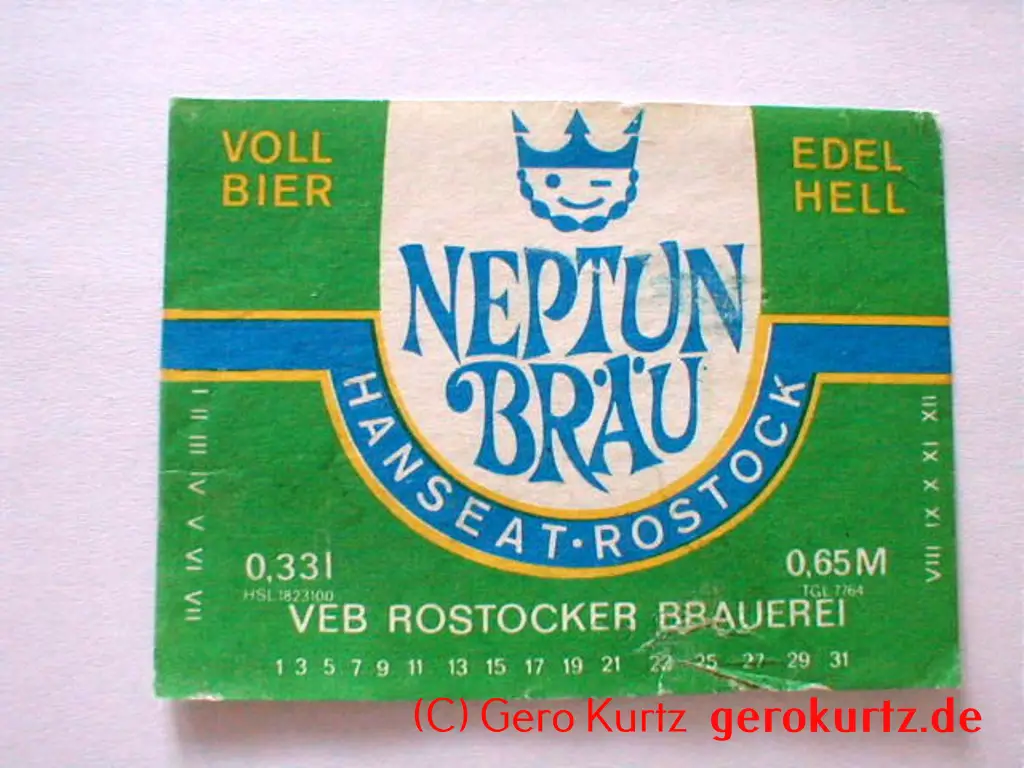 VOLL
BIER
EDEL
HELL
NEPTUN
BRÄU
HANSEAT·ROSTOCK
I II III IV V VI VII
VIII IX X XI XII
0,33l
HSL 1823100
0,65M
TGL 7764
VEB ROSTOCKER BRAUEREI
1 3 5 7 9 11 13 15 17 19 21 23 25 27 29 31
(C) Gero Kurtz gerokurtz.de